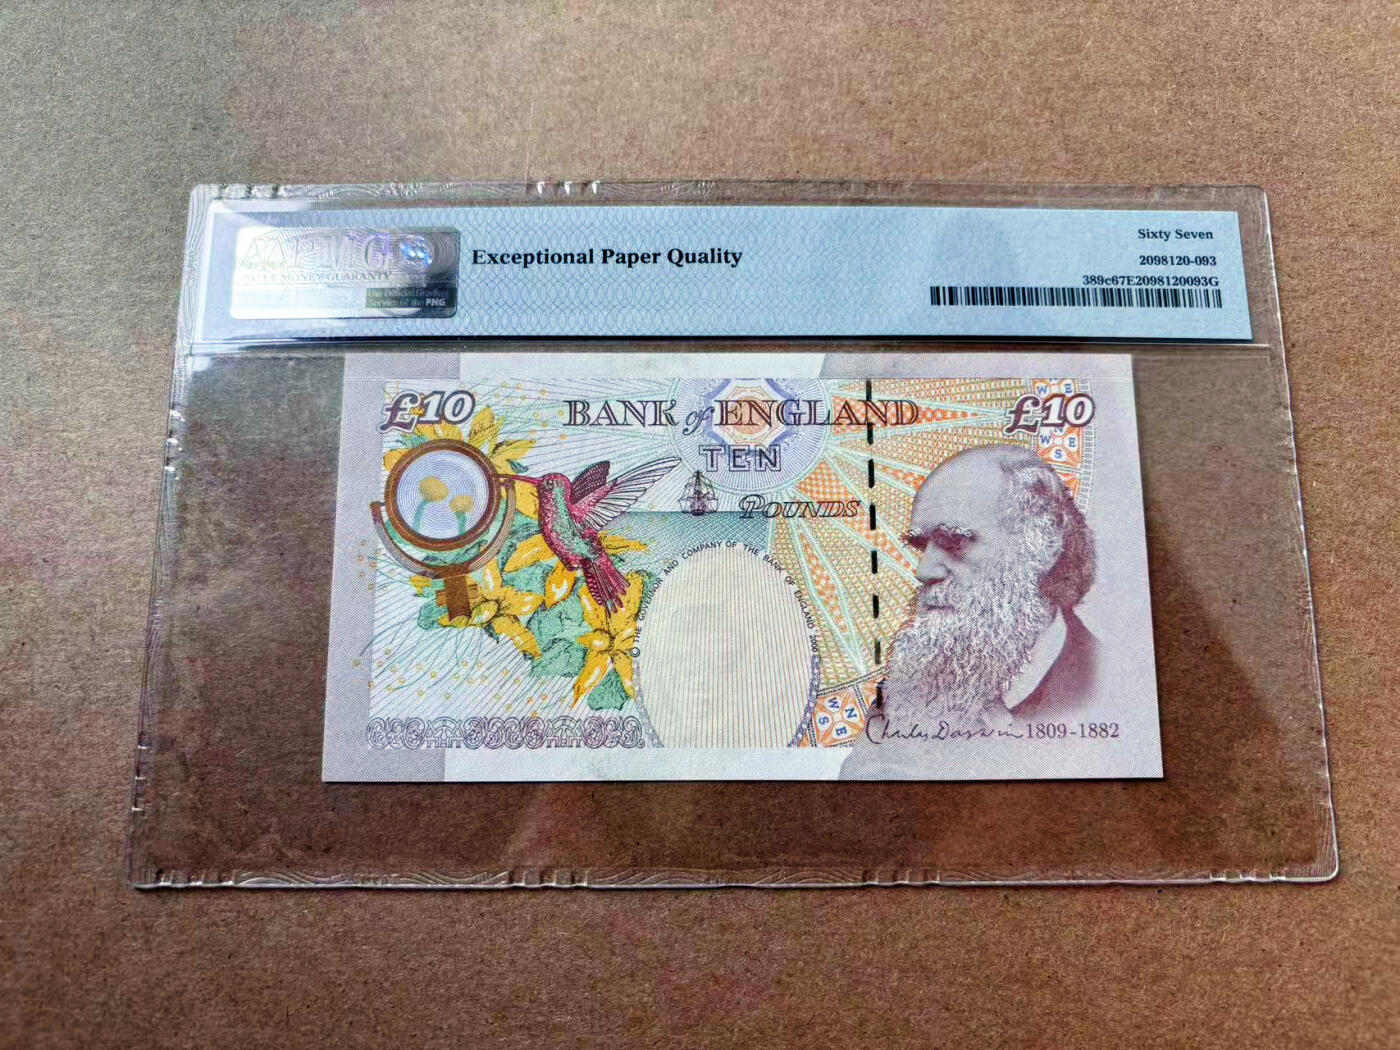 PMG
PAPER MONEY GUARANTY
The Official Grading
Service of the PNG
Exceptional Paper Quality
Sixty Seven
2098120-093
389c67E2098120093G
£10
BANK of ENGLAND
£10
TEN
POUNDS
© THE GOVERNOR AND COMPANY OF THE BANK OF ENGLAND 2000
W E
N
W E
S
W N
S E
Charles Darwin 1809-1882